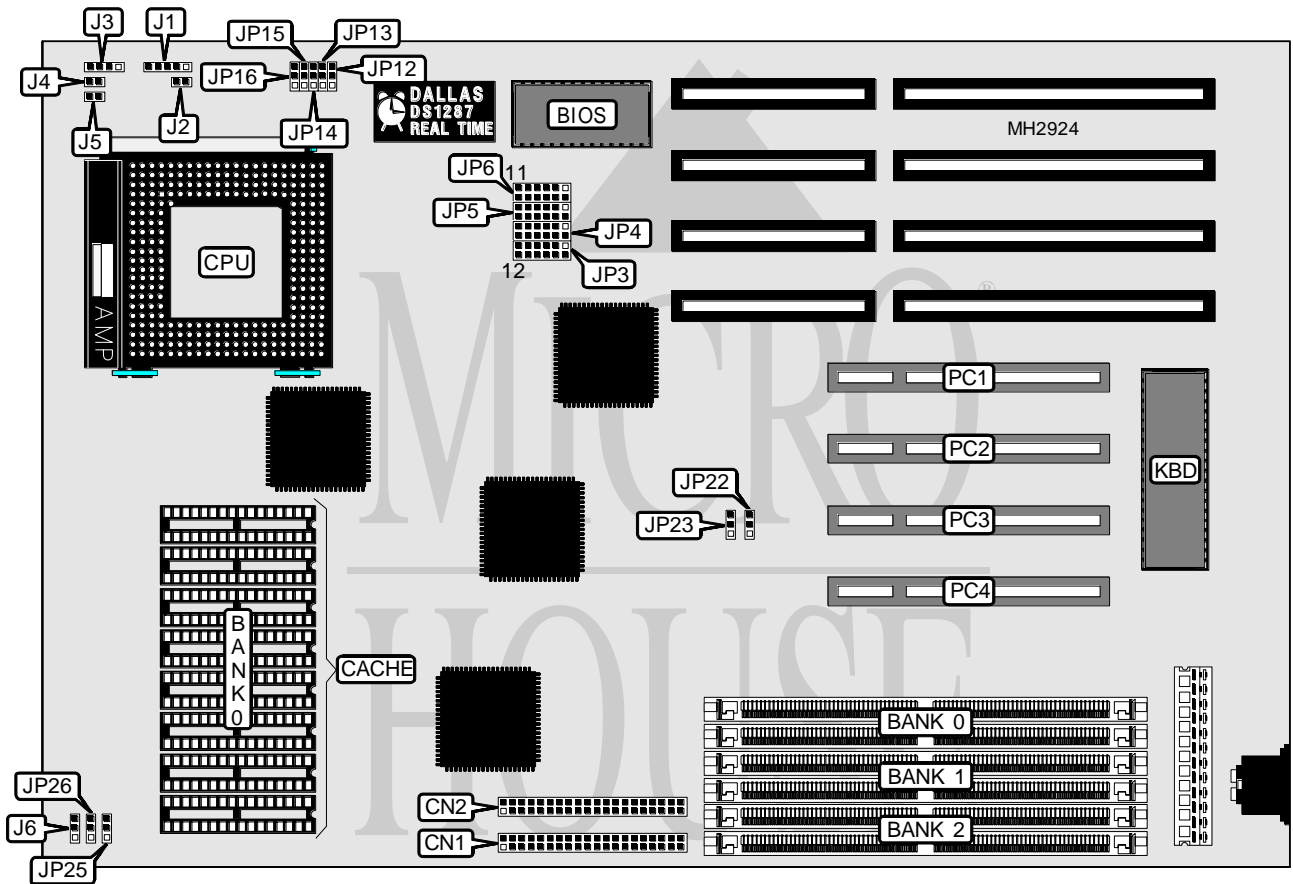 J3
J1
JP15
JP13
J4
JP16
JP12
J5
J2
JP14
DALLAS
DS1287
REAL TIME
BIOS
MH2924
JP6
11
JP5
JP4
12
JP3
CPU
AMP
MICRO
®
HOUSE
PC1
PC2
PC3
PC4
KBD
JP22
JP23
BANK 0
CACHE
BANK 0
BANK 1
BANK 2
JP26
J6
JP25
CN2
CN1